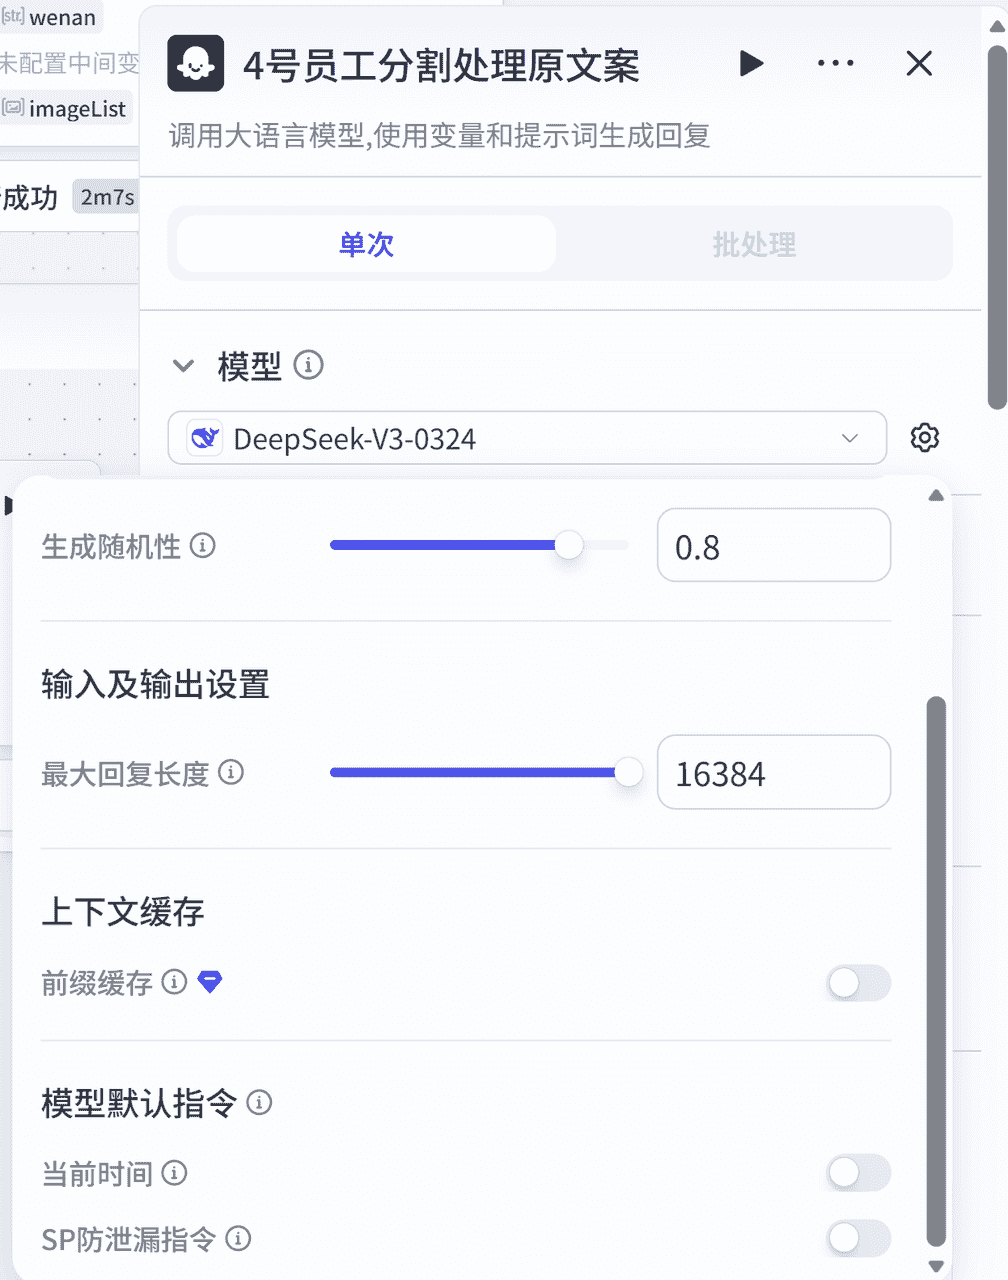 str.
wenan
未配置中间变
imageList
成功
2m7s
4号员工分割处理原文案
调用大语言模型,使用变量和提示词生成回复
单次
批处理
模型
DeepSeek-V3-0324
生成随机性
0.8
输入及输出设置
最大回复长度
16384
上下文缓存
前缀缓存
模型默认指令
当前时间
SP防泄漏指令